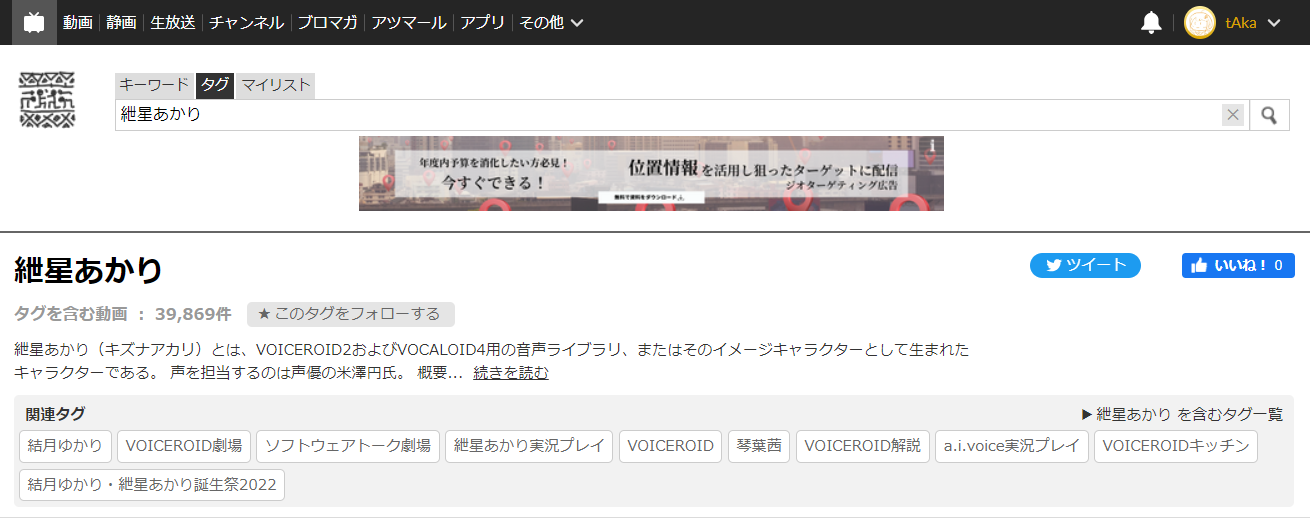 動画 静画 生放送 チャンネル ブロマガ アツマール アプリ その他 tAka
キーワード タグ マイリスト
紲星あかり
年度内予算を消化したい方必見！
今すぐできる！
位置情報を活用し狙ったターゲットに配信
ジオターゲティング広告
無料で資料をダウンロード
紲星あかり ツイート いいね！ 0
タグを含む動画 ： 39,869件 ★ このタグをフォローする
紲星あかり（キズナアカリ）とは、VOICEROID2およびVOCALOID4用の音声ライブラリ、またはそのイメージキャラクターとして生まれた
キャラクターである。 声を担当するのは声優の米澤円氏。 概要... 続きを読む
関連タグ ▶ 紲星あかり を含むタグ一覧
結月ゆかり VOICEROID劇場 ソフトウェアトーク劇場 紲星あかり実況プレイ VOICEROID 琴葉茜 VOICEROID解説 a.i.voice実況プレイ VOICEROIDキッチン
結月ゆかり・紲星あかり誕生祭2022